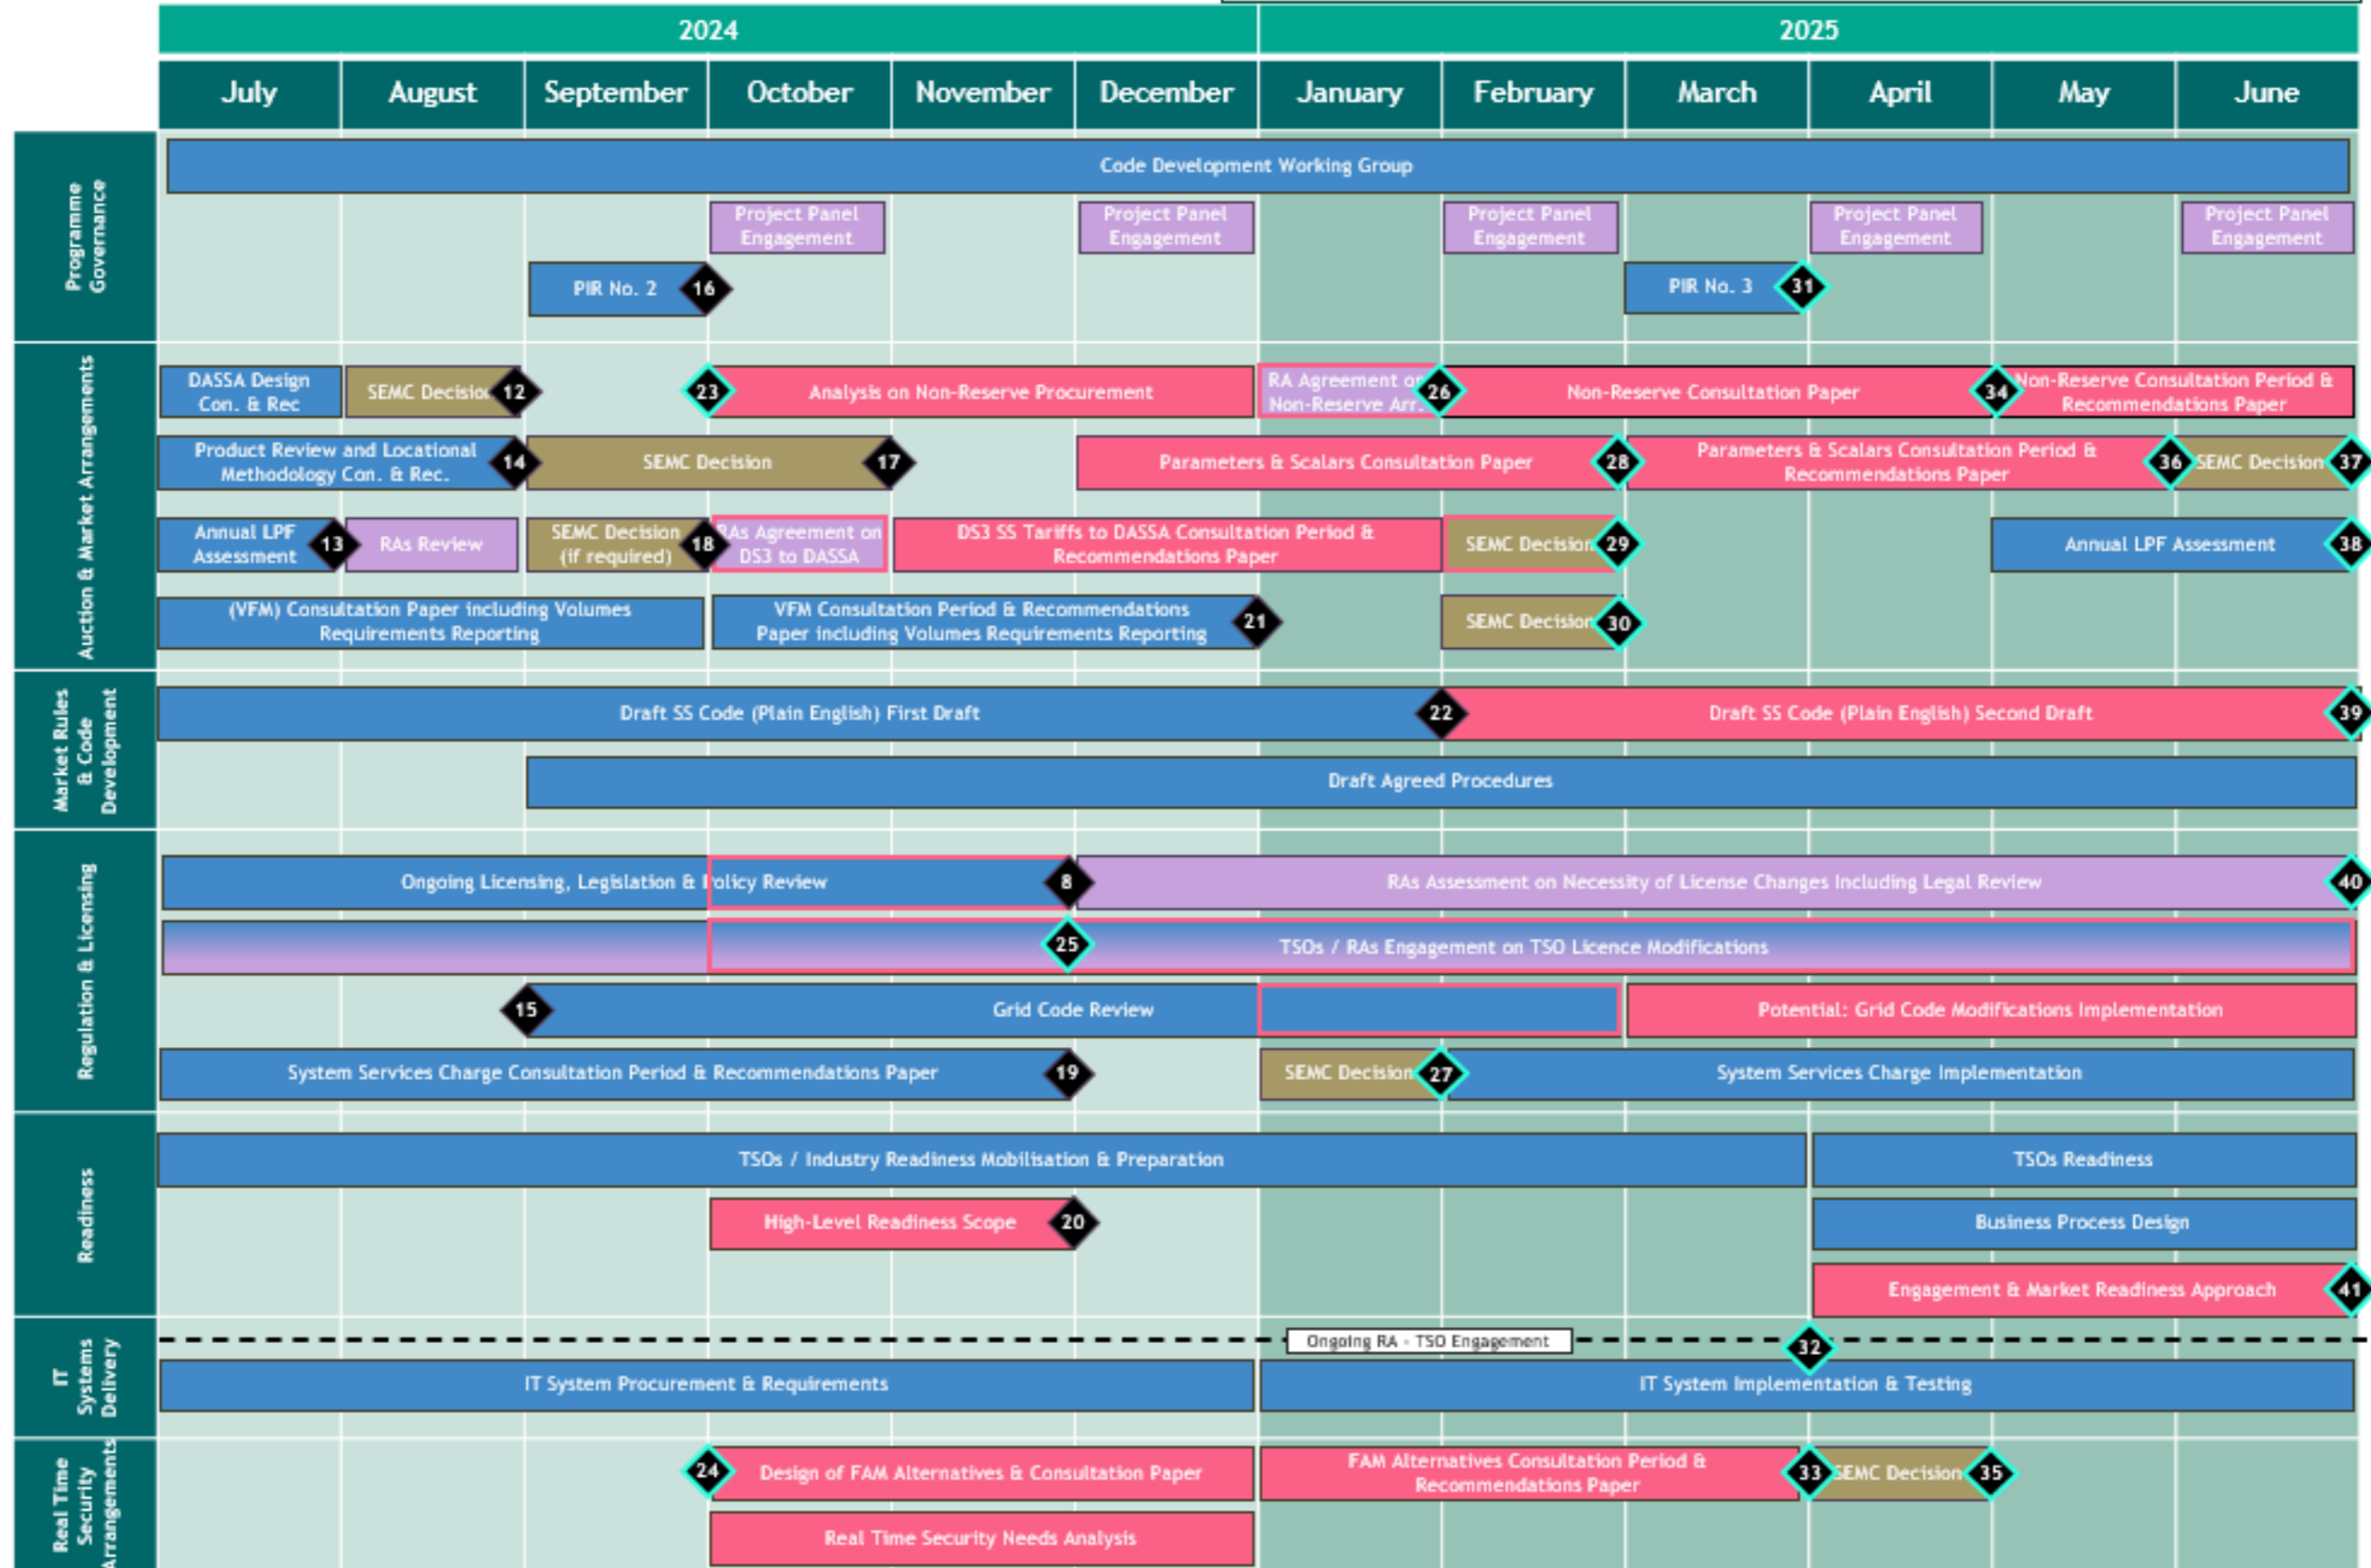 2024
2025
July
August
September
October
November
December
January
February
March
April
May
June
Programme
Governance
Code Development Working Group
Project Panel
Engagement
Project Panel
Engagement
Project Panel
Engagement
Project Panel
Engagement
Project Panel
Engagement
PIR No. 2
16
PIR No. 3
31
Auction & Market Arrangements
DASSA Design
Con. & Rec
SEMC Decision
12
23
Analysis on Non-Reserve Procurement
RA Agreement on
Non-Reserve Arr.
26
Non-Reserve Consultation Paper
34
Non-Reserve Consultation Period &
Recommendations Paper
Product Review and Locational
Methodology Con. & Rec.
14
SEMC Decision
17
Parameters & Scalars Consultation Paper
28
Parameters & Scalars Consultation Period &
Recommendations Paper
36
SEMC Decision
37
Annual LPF
Assessment
13
RAs Review
SEMC Decision
(if required)
18
RAs Agreement on
DS3 to DASSA
DS3 SS Tariffs to DASSA Consultation Period &
Recommendations Paper
SEMC Decision
29
Annual LPF Assessment
38
(VFM) Consultation Paper including Volumes
Requirements Reporting
VFM Consultation Period & Recommendations
Paper including Volumes Requirements Reporting
21
SEMC Decision
30
Market Rules
& Code
Development
Draft SS Code (Plain English) First Draft
22
Draft SS Code (Plain English) Second Draft
39
Draft Agreed Procedures
Regulation & Licensing
Ongoing Licensing, Legislation & Policy Review
8
RAs Assessment on Necessity of License Changes Including Legal Review
40
25
TSOs / RAs Engagement on TSO Licence Modifications
15
Grid Code Review
Potential: Grid Code Modifications Implementation
System Services Charge Consultation Period & Recommendations Paper
19
SEMC Decision
27
System Services Charge Implementation
Readiness
TSOs / Industry Readiness Mobilisation & Preparation
TSOs Readiness
High-Level Readiness Scope
20
Business Process Design
Engagement & Market Readiness Approach
41
IT
Systems
Delivery
Ongoing RA - TSO Engagement
32
IT System Procurement & Requirements
IT System Implementation & Testing
Real Time
Security
Arrangements
24
Design of FAM Alternatives & Consultation Paper
FAM Alternatives Consultation Period &
Recommendations Paper
33
SEMC Decision
35
Real Time Security Needs Analysis